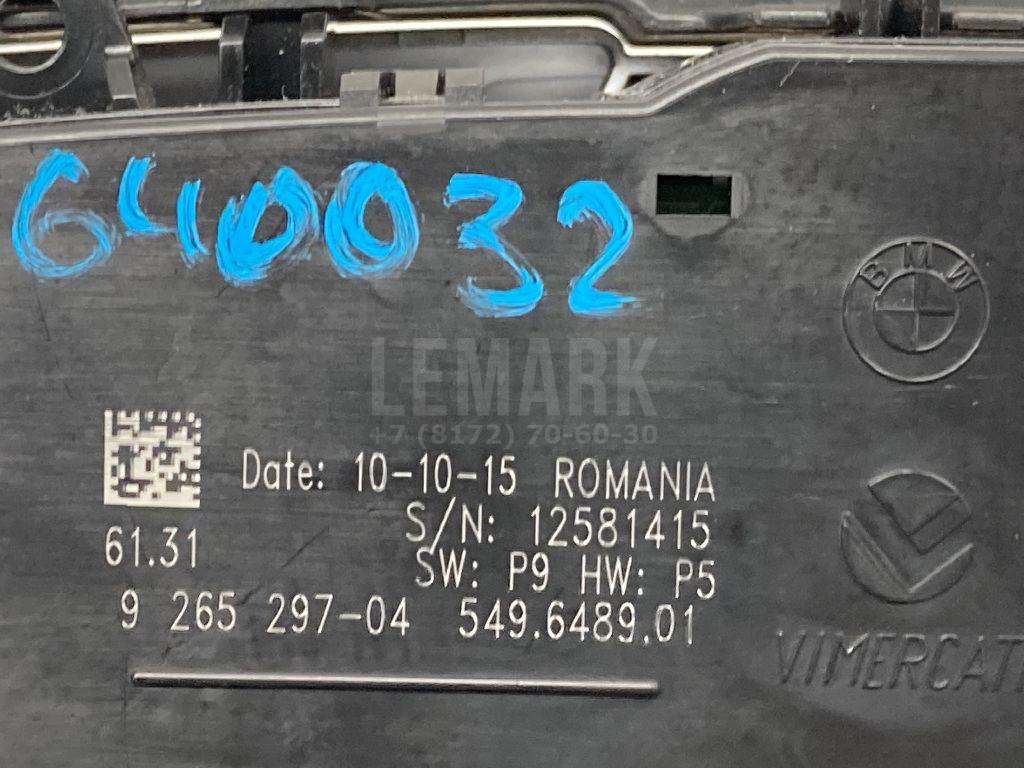 640032
BMW
LEMARK
+7 (8172) 70-60-30
Date: 10-10-15 ROMANIA
S/N: 12581415
61.31
SW: P9 HW: P5
9 265 297-04 549.6489.01
VIMERCATI